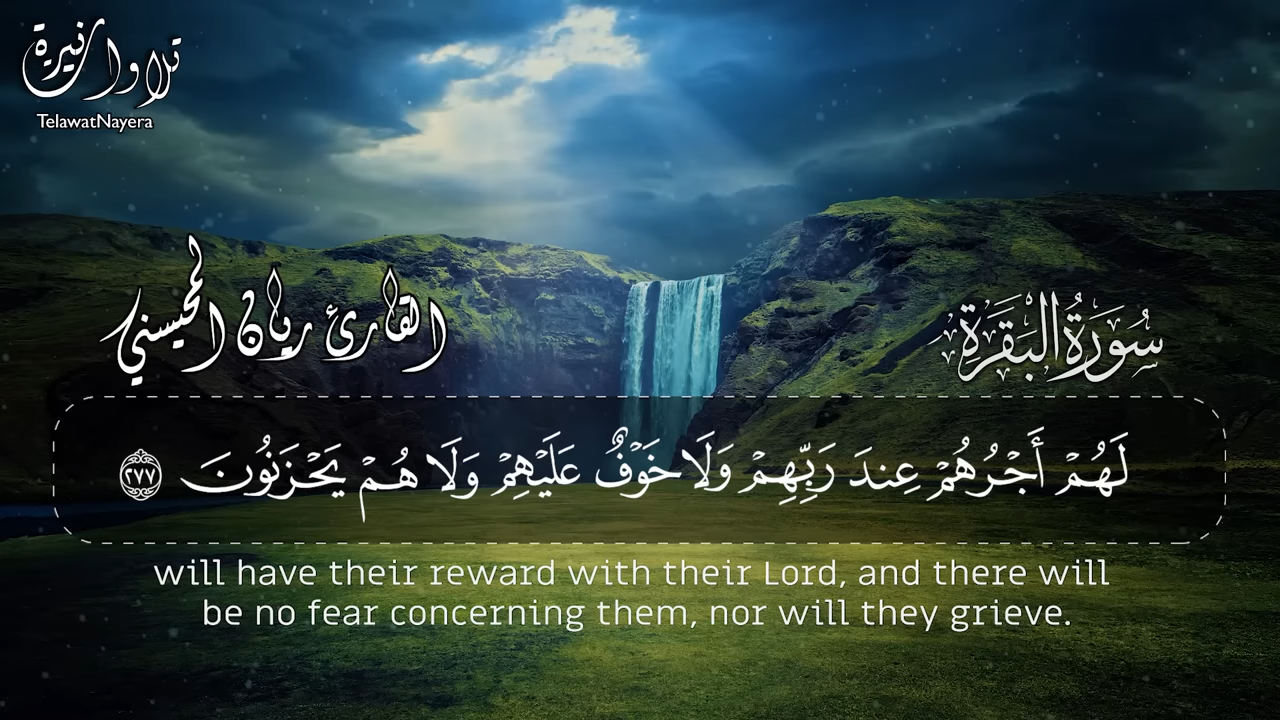 تلاوات نيرة
TelawatNayera
القارئ ريان المحيسني
سُورَةُ البَقَرَةِ
لَهُمْ أَجْرُهُمْ عِندَ رَبِّهِمْ وَلَا خَوْفٌ عَلَيْهِمْ وَلَا هُمْ يَحْزَنُونَ ٢٧٧
will have their reward with their Lord, and there will
be no fear concerning them, nor will they grieve.